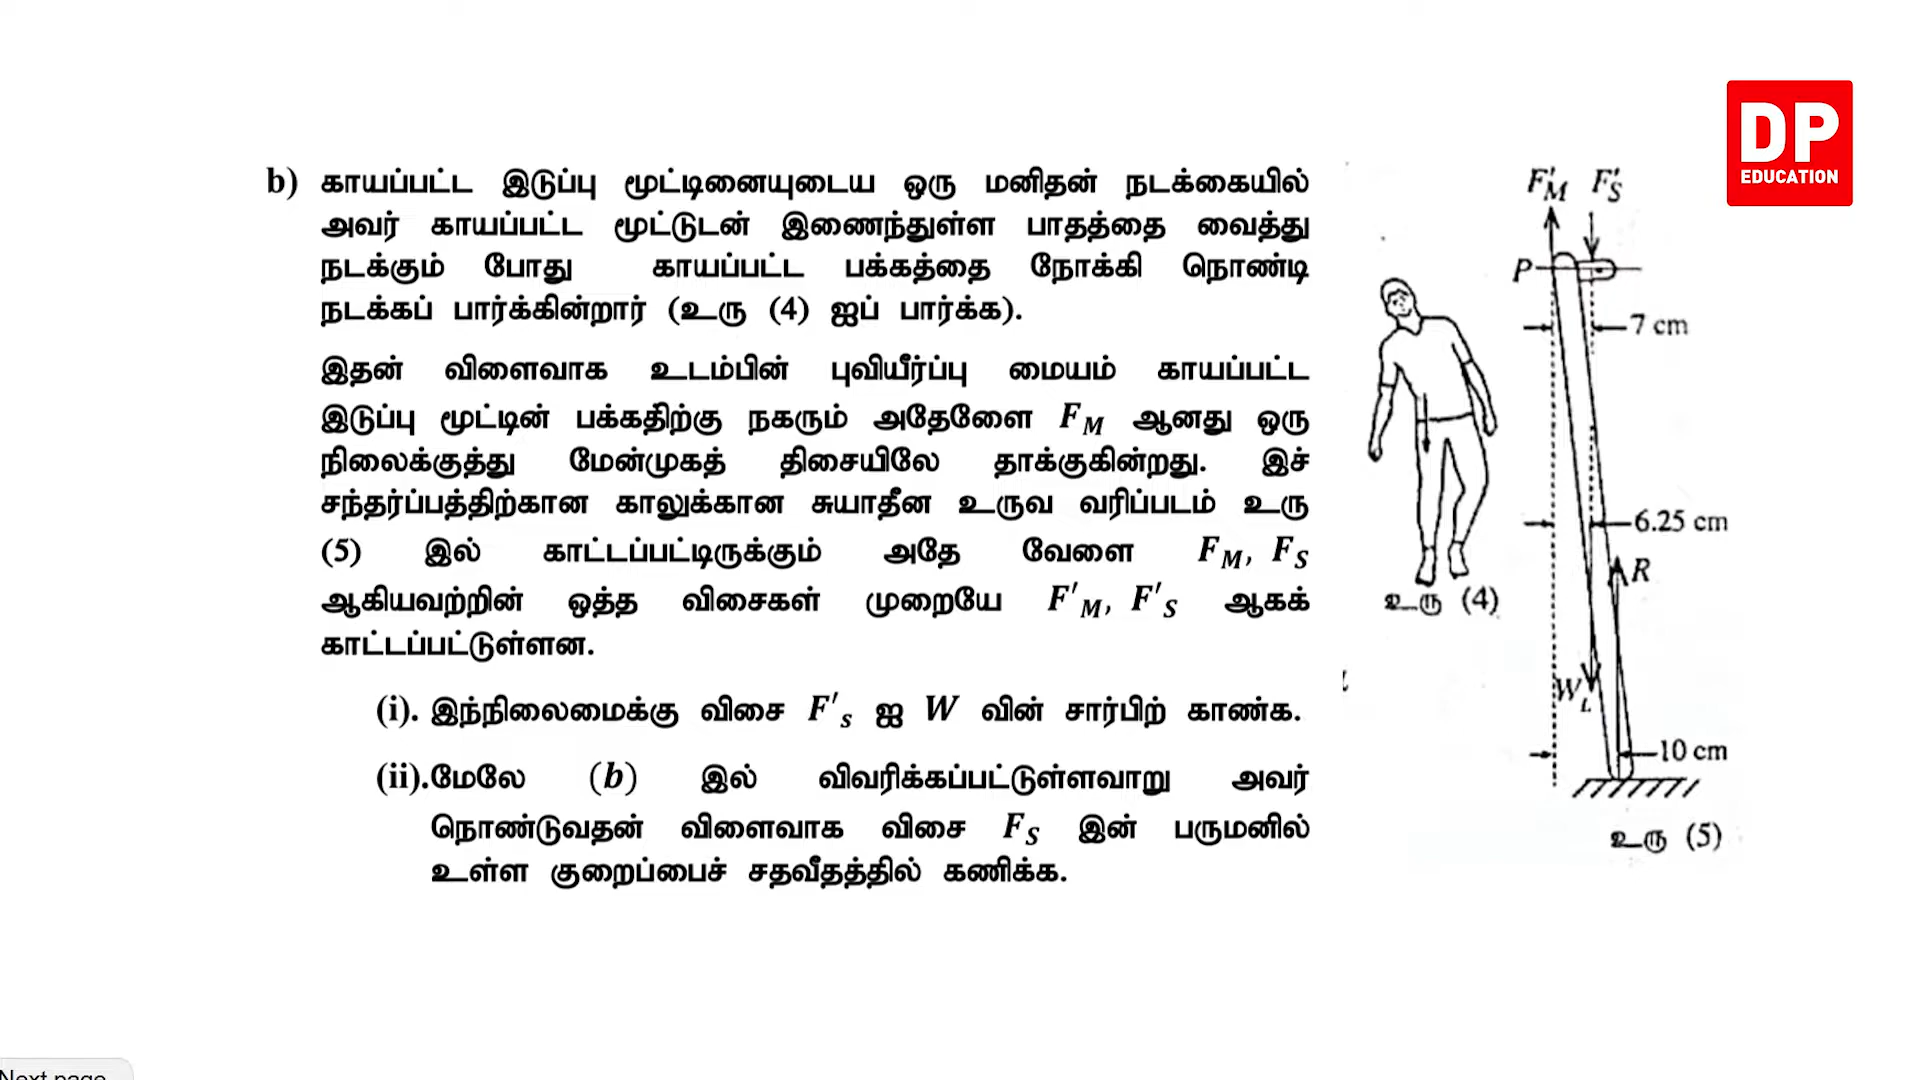 DP
EDUCATION
b) காயப்பட்ட இடுப்பு மூட்டினையுடைய ஒரு மனிதன் நடக்கையில்
அவர் காயப்பட்ட மூட்டுடன் இணைந்துள்ள பாதத்தை வைத்து
நடக்கும் போது காயப்பட்ட பக்கத்தை நோக்கி நொண்டி
நடக்கப் பார்க்கின்றார் (உரு (4) ஐப் பார்க்க).
இதன் விளைவாக உடம்பின் புவியீர்ப்பு மையம் காயப்பட்ட
இடுப்பு மூட்டின் பக்கதிற்கு நகரும் அதேளை F_M ஆனது ஒரு
நிலைக்குத்து மேன்முகத் திசையிலே தாக்குகின்றது. இச்
சந்தர்ப்பத்திற்கான காலுக்கான சுயாதீன உருவ வரிப்படம் உரு
(5) இல் காட்டப்பட்டிருக்கும் அதே வேளை F_M, F_S
ஆகியவற்றின் ஒத்த விசைகள் முறையே F'_M, F'_S ஆகக்
காட்டப்பட்டுள்ளன.
(i). இந்நிலைமைக்கு விசை F'_s ஐ W வின் சார்பிற் காண்க.
(ii).மேலே (b) இல் விவரிக்கப்பட்டுள்ளவாறு அவர்
நொண்டுவதன் விளைவாக விசை F_S இன் பருமனில்
உள்ள குறைப்பைச் சதவீதத்தில் கணிக்க.
உரு (4)
F'_M F'_S
P
7 cm
6.25 cm
R
W_L
10 cm
உரு (5)